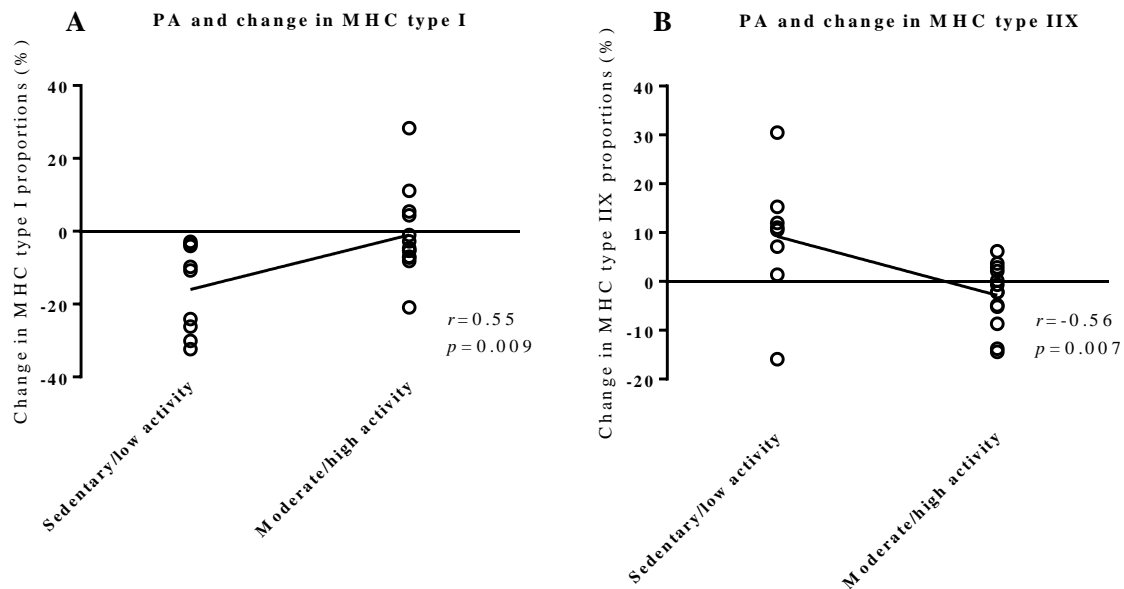 A
PA and change in MHC type I
Change in MHC type I proportions (%)
40
20
0
-20
-40
r=0.55
p=0.009
Sedentary/low activity
Moderate/high activity
B
PA and change in MHC type IIX
Change in MHC type IIX proportions (%)
40
30
20
10
0
-10
-20
r=-0.56
p=0.007
Sedentary/low activity
Moderate/high activity